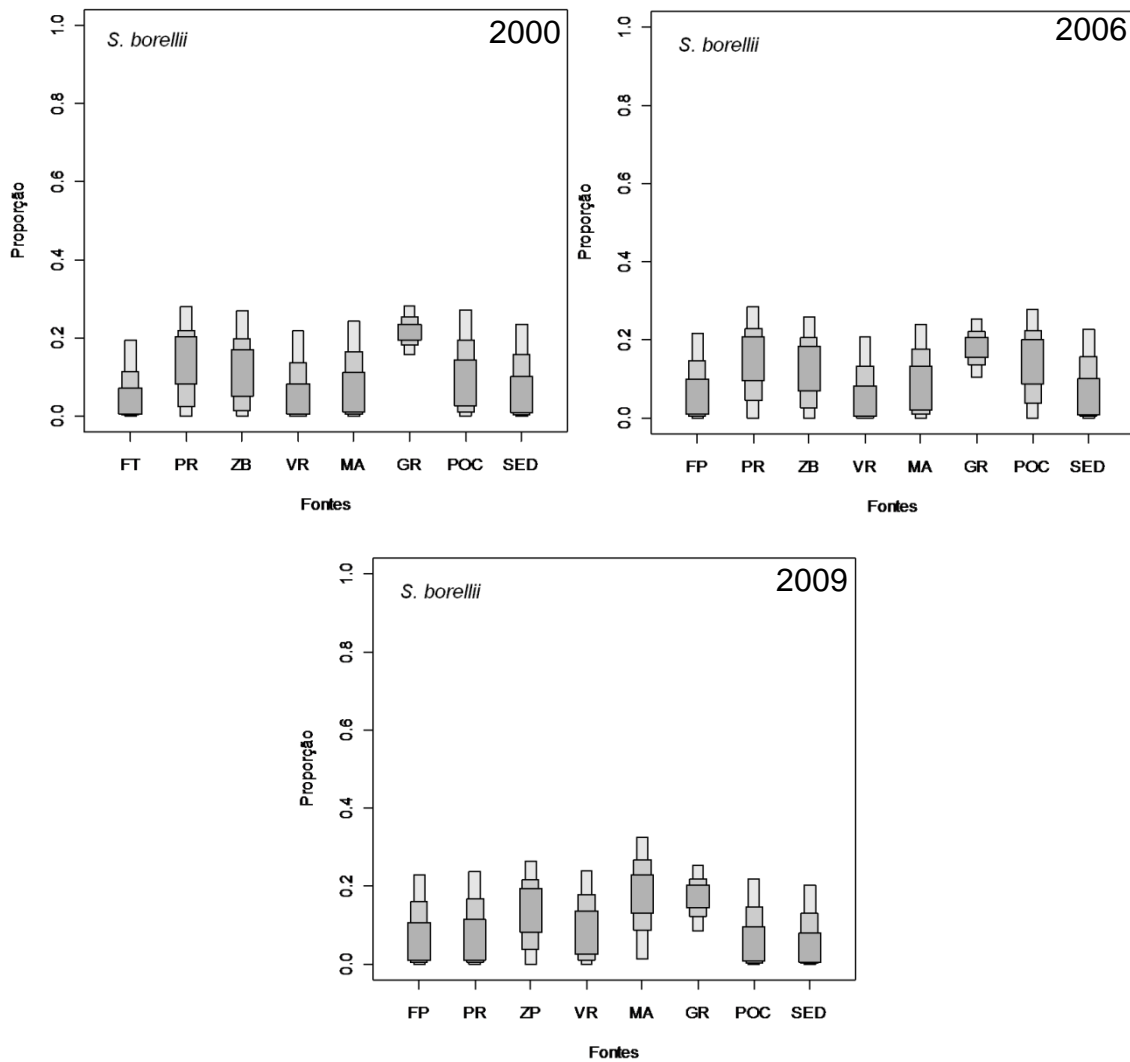 S. borellii
2000
Proporção
1.0
0.8
0.6
0.4
0.2
0.0
FT PR ZB VR MA GR POC SED
Fontes
S. borellii
2006
Proporção
1.0
0.8
0.6
0.4
0.2
0.0
FP PR ZB VR MA GR POC SED
Fontes
S. borellii
2009
Proporção
1.0
0.8
0.6
0.4
0.2
0.0
FP PR ZP VR MA GR POC SED
Fontes